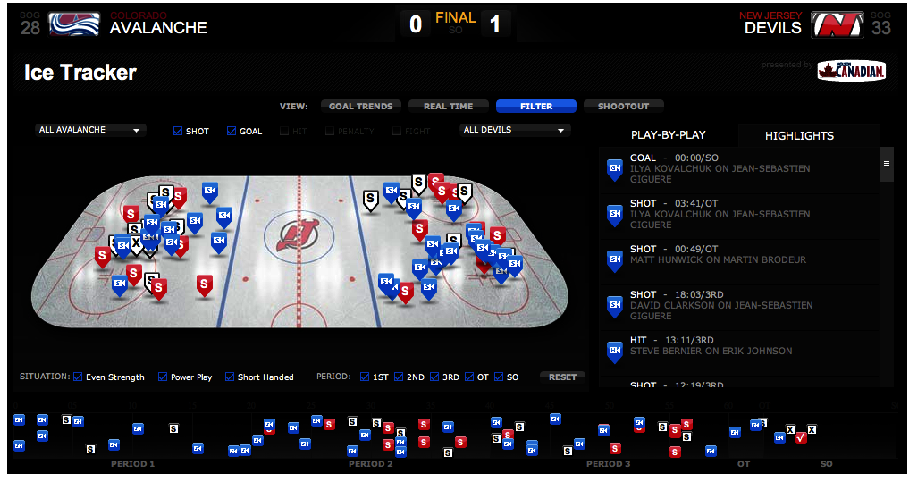 COLORADO
SOG
28
AVALANCHE
0
FINAL
SO
1
NEW JERSEY
DEVILS
SOG
33
Ice Tracker
presented by
CANADIAN
VIEW: GOAL TRENDS REAL TIME FILTER SHOOTOUT
ALL AVALANCHE SHOT GOAL HIT PENALTY FIGHT ALL DEVILS
PLAY-BY-PLAY HIGHLIGHTS
GOAL - 00:00/SO
ILYA KOVALCHUK ON JEAN-SEBASTIEN
GIGUERE
SHOT - 03:41/OT
ILYA KOVALCHUK ON JEAN-SEBASTIEN
GIGUERE
SHOT - 00:49/OT
MATT HUNWICK ON MARTIN BRODEUR
SHOT - 18:03/3RD
DAVID CLARKSON ON JEAN-SEBASTIEN
GIGUERE
HIT - 13:11/3RD
STEVE BERNIER ON ERIK JOHNSON
SHOT - 12:19/3RD
SITUATION: Even Strength Power Play Short Handed PERIOD: 1ST 2ND 3RD OT SO RESET
PERIOD 1 PERIOD 2 PERIOD 3 OT SO